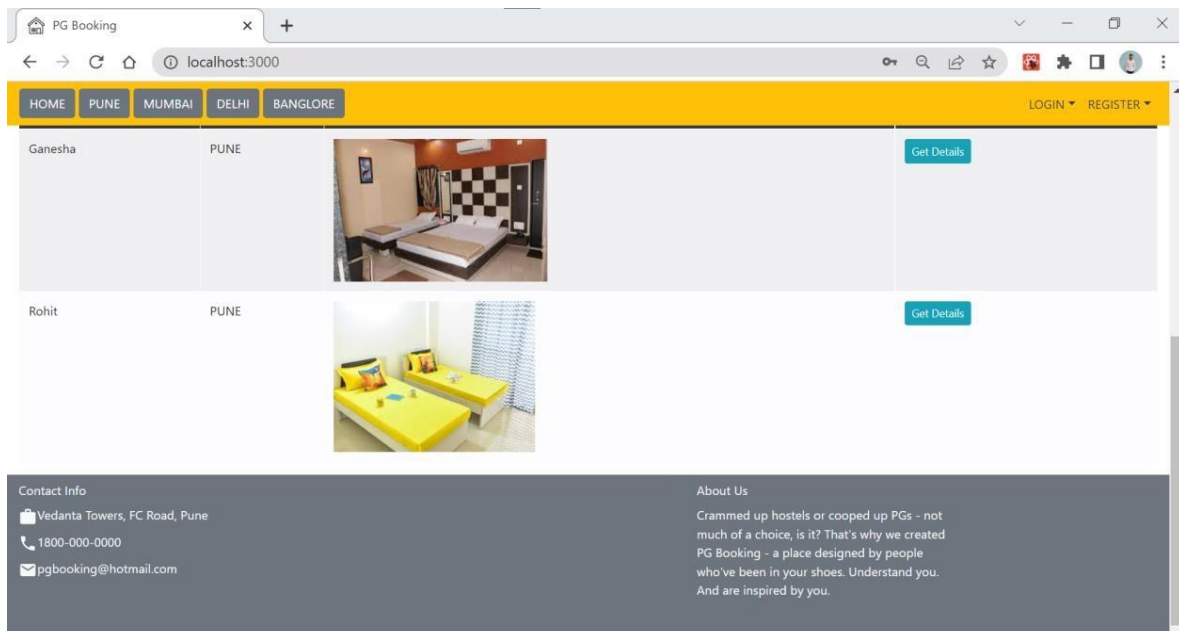 PG Booking
localhost:3000
HOME PUNE MUMBAI DELHI BANGLORE LOGIN REGISTER
Ganesha PUNE Get Details
Rohit PUNE Get Details
Contact Info
Vedanta Towers, FC Road, Pune
1800-000-0000
pgbooking@hotmail.com
About Us
Crammed up hostels or cooped up PGs - not
much of a choice, is it? That's why we created
PG Booking - a place designed by people
who've been in your shoes. Understand you.
And are inspired by you.